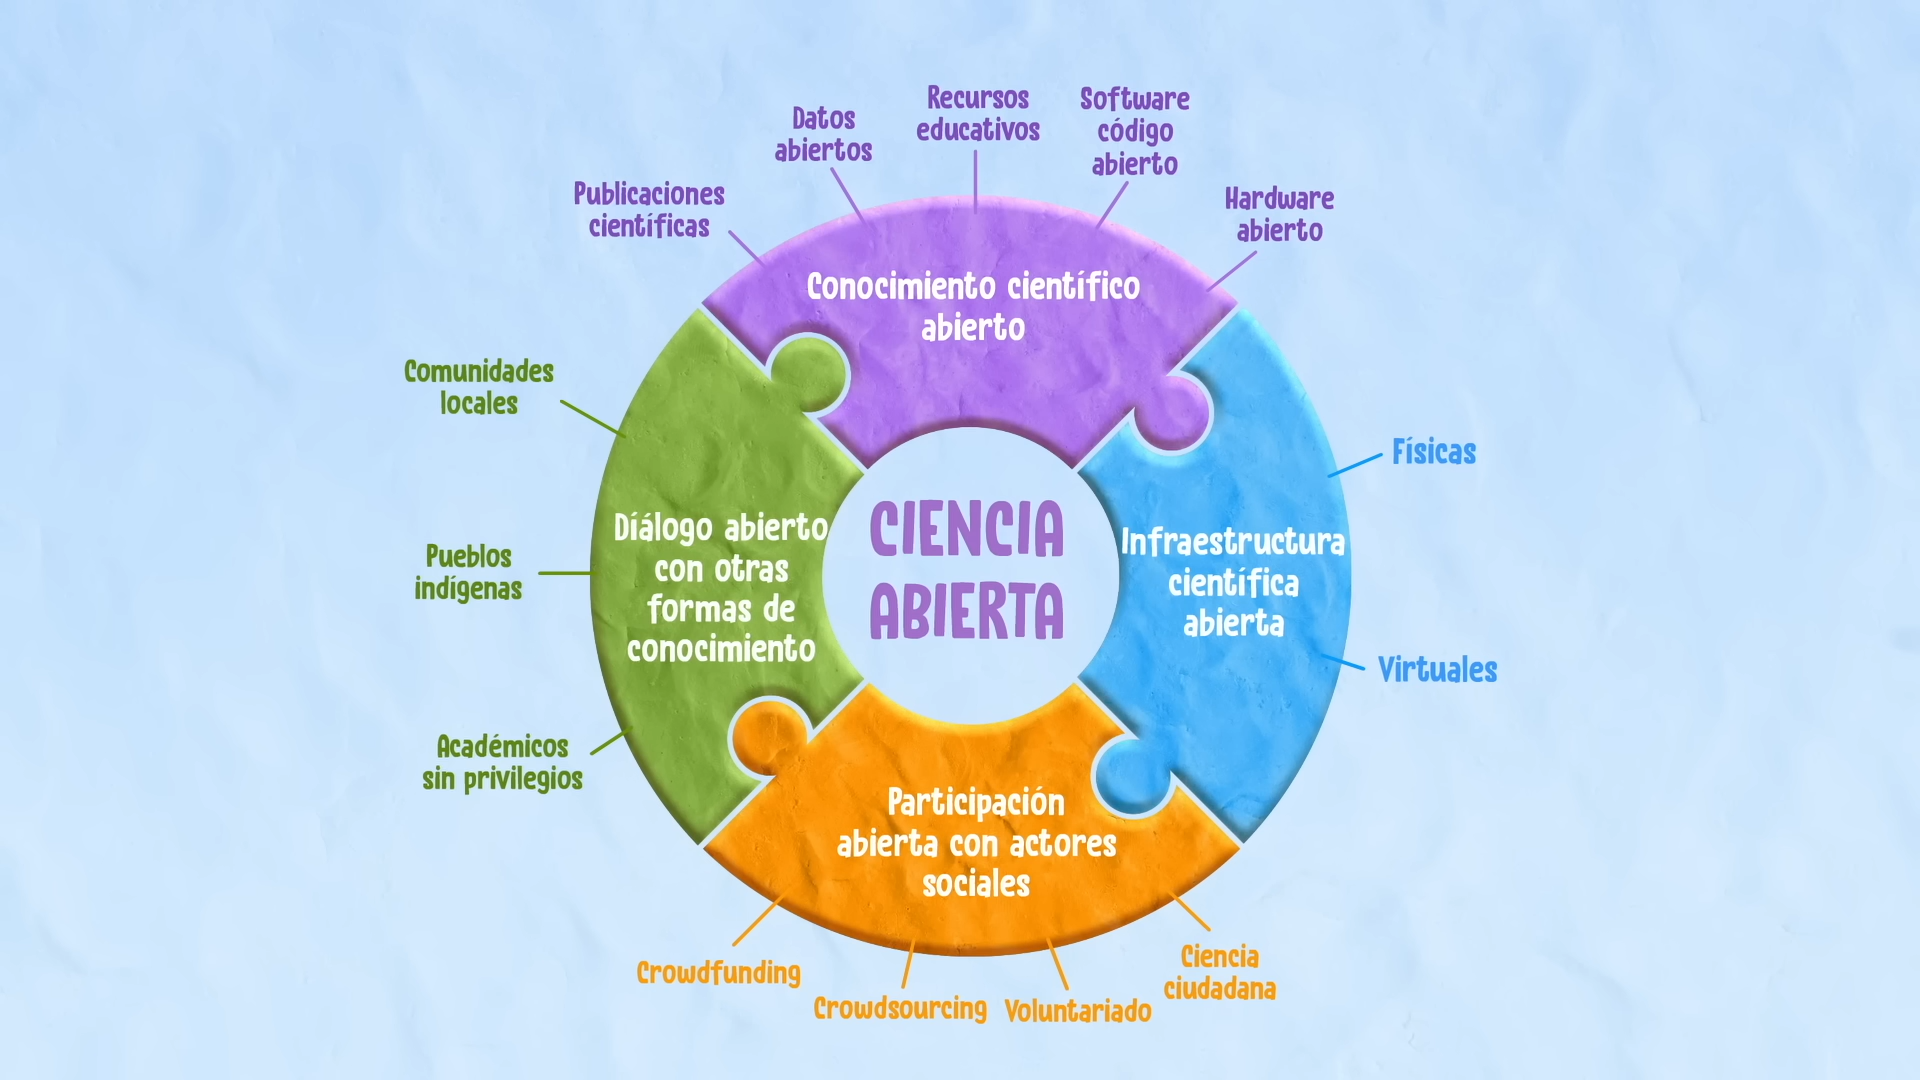 Recursos
educativos
Software
código
abierto
Datos
abiertos
Publicaciones
científicas
Hardware
abierto
Conocimiento científico
abierto
Comunidades
locales
Físicas
CIENCIA
ABIERTA
Diálogo abierto
con otras
formas de
conocimiento
Infraestructura
científica
abierta
Pueblos
indígenas
Virtuales
Académicos
sin privilegios
Participación
abierta con actores
sociales
Crowdfunding
Crowdsourcing
Voluntariado
Ciencia
ciudadana